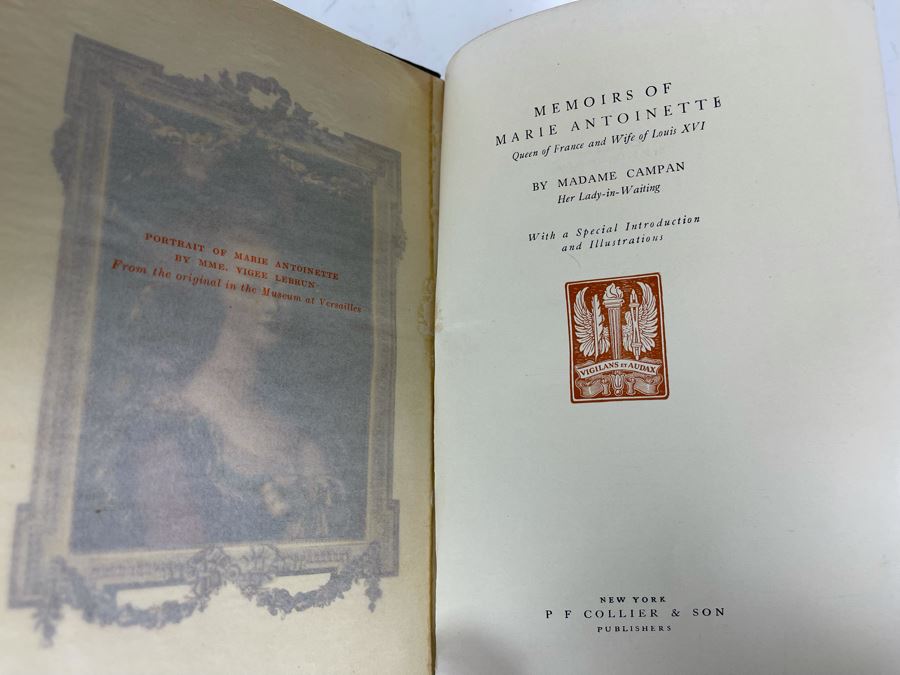 PORTRAIT OF MARIE ANTOINETTE
BY MME. VIGEE LEBRUN
From the original in the Museum at Versailles
MEMOIRS OF
MARIE ANTOINETTE
Queen of France and Wife of Louis XVI
BY MADAME CAMPAN
Her Lady-in-Waiting
With a Special Introduction
and Illustrations
VIGILANS ET AUDAX
NEW YORK
P F COLLIER & SON
PUBLISHERS